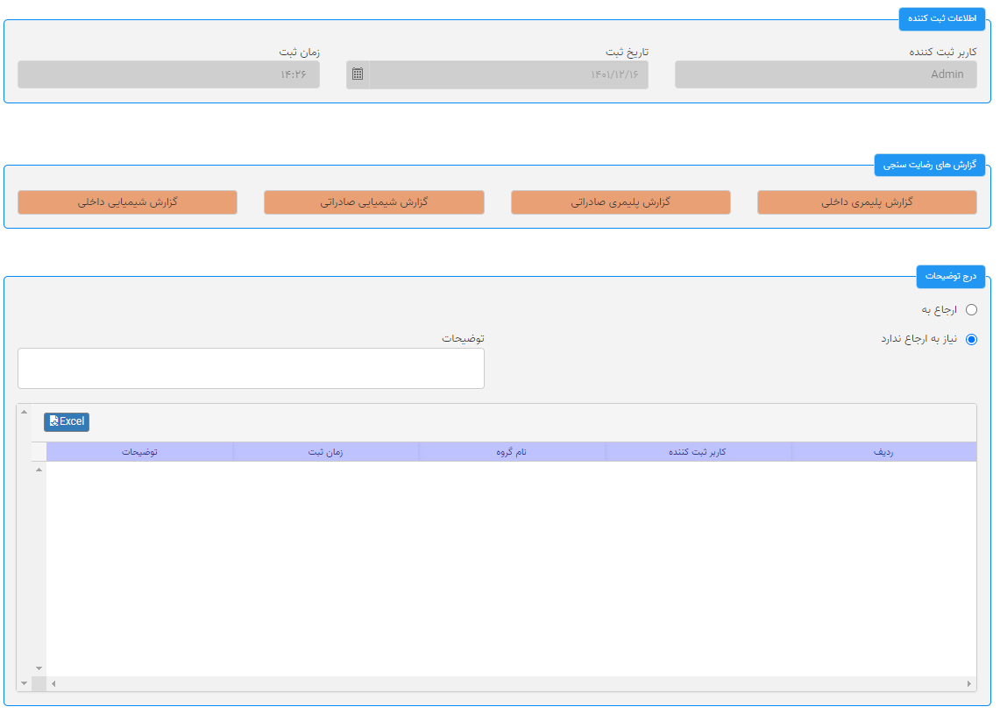 اطلاعات ثبت کننده
کاربر ثبت کننده
تاریخ ثبت
زمان ثبت
Admin
۱۴۰۱/۱۲/۱۶
۱۴:۲۶
گزارش های رضایت سنجی
گزارش پلیمری داخلی
گزارش پلیمری صادراتی
گزارش شیمیایی صادراتی
گزارش شیمیایی داخلی
درج توضیحات
ارجاع به
نیاز به ارجاع ندارد
توضیحات
Excel
ردیف
کاربر ثبت کننده
نام گروه
زمان ثبت
توضیحات